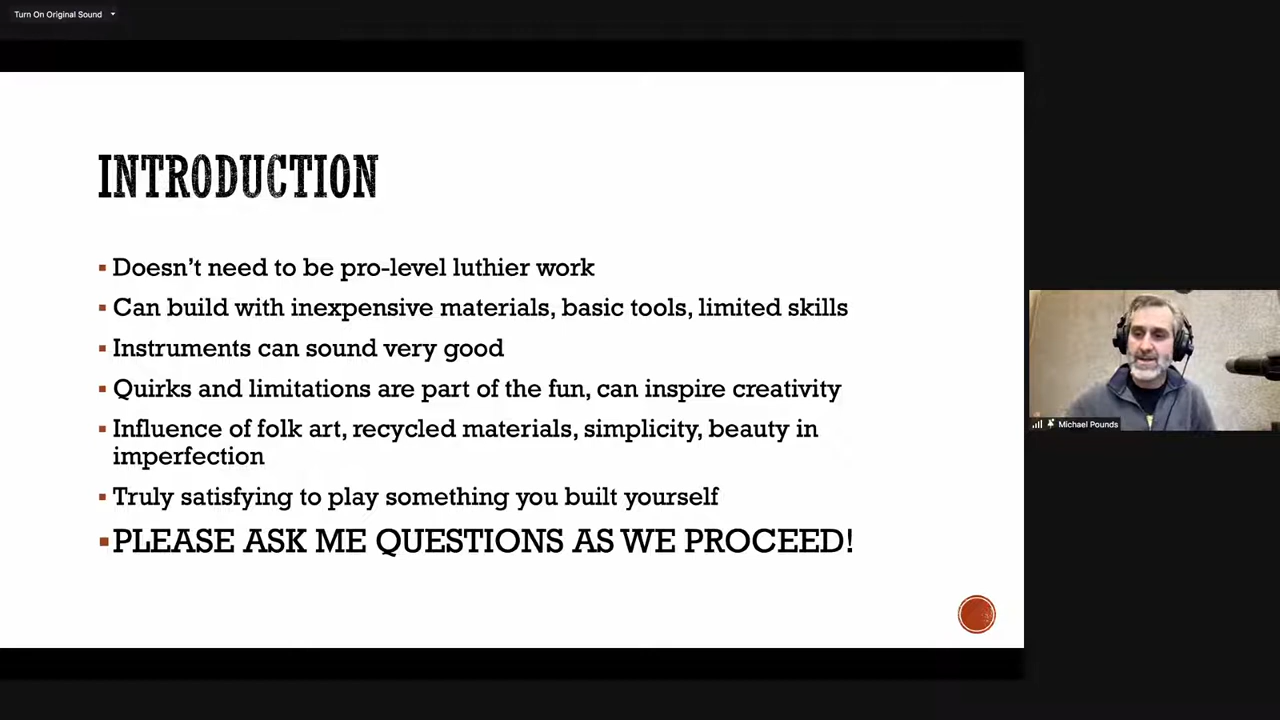 Turn On Original Sound
INTRODUCTION
Doesn't need to be pro-level luthier work
Can build with inexpensive materials, basic tools, limited skills
Instruments can sound very good
Quirks and limitations are part of the fun, can inspire creativity
Influence of folk art, recycled materials, simplicity, beauty in
imperfection
Truly satisfying to play something you built yourself
PLEASE ASK ME QUESTIONS AS WE PROCEED!
Michael Pounds